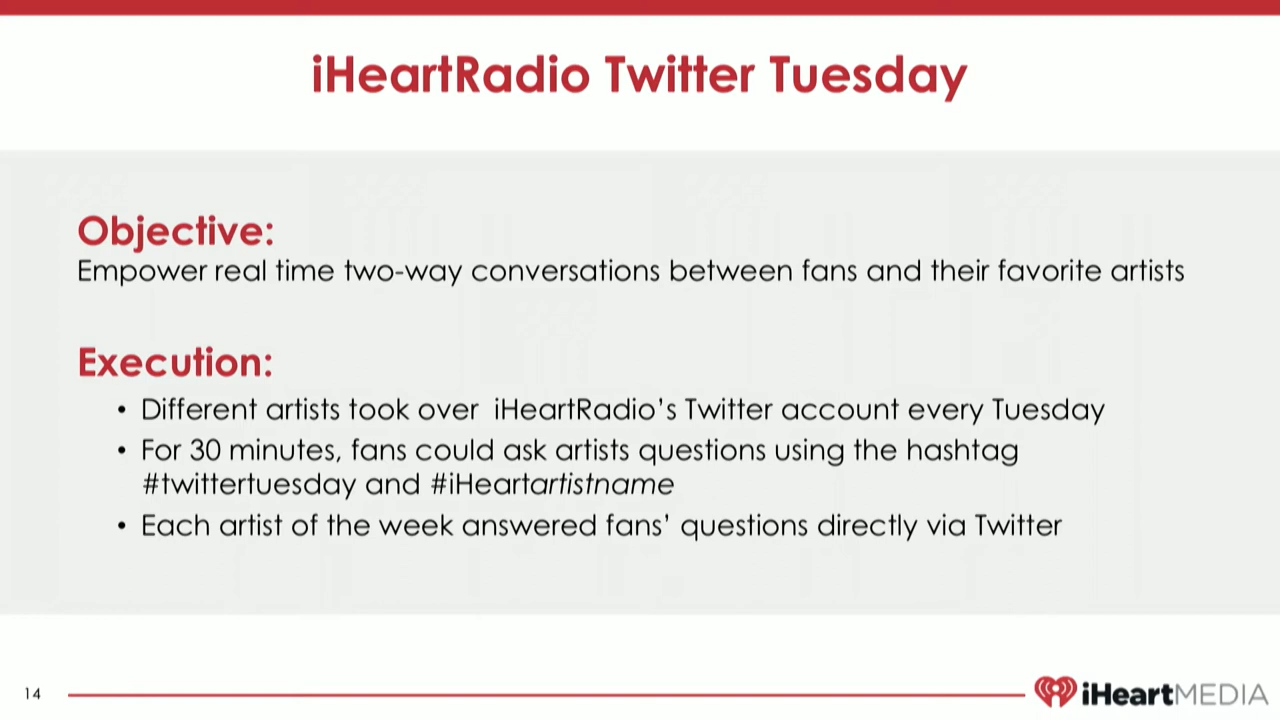 iHeartRadio Twitter Tuesday
Objective:
Empower real time two-way conversations between fans and their favorite artists
Execution:
• Different artists took over iHeartRadio’s Twitter account every Tuesday
• For 30 minutes, fans could ask artists questions using the hashtag
#twittertuesday and #iHeartartistname
• Each artist of the week answered fans’ questions directly via Twitter
14
iHeartMEDIA